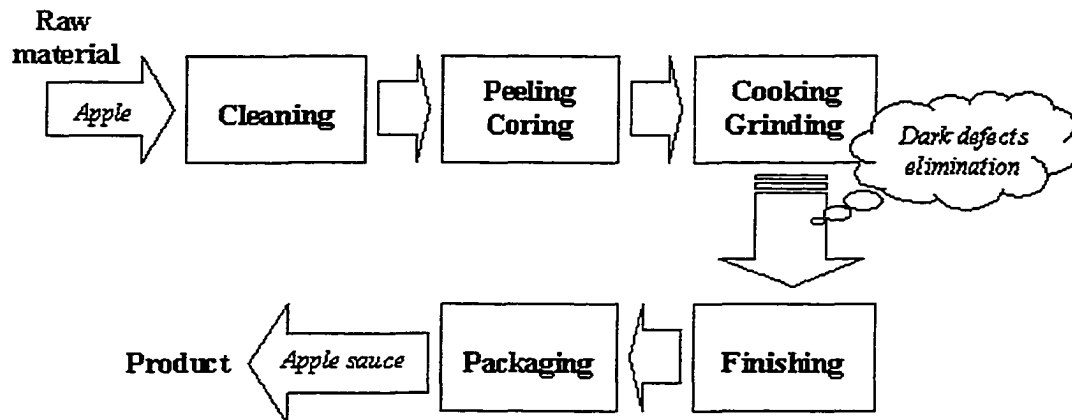 Raw
material
Apple
Cleaning
Peeling
Coring
Cooking
Grinding
Dark defects
elimination
Product
Apple sauce
Packaging
Finishing